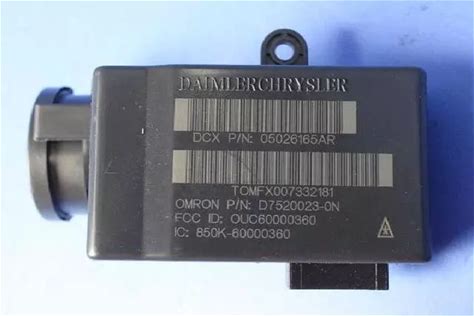 DAIMLERCHRYSLER
DCX P/N: 05026165AR
TOMFX007332181
OMRON P/N: D7520023-0N
FCC ID: OUC60000360
IC: 850K-60000360